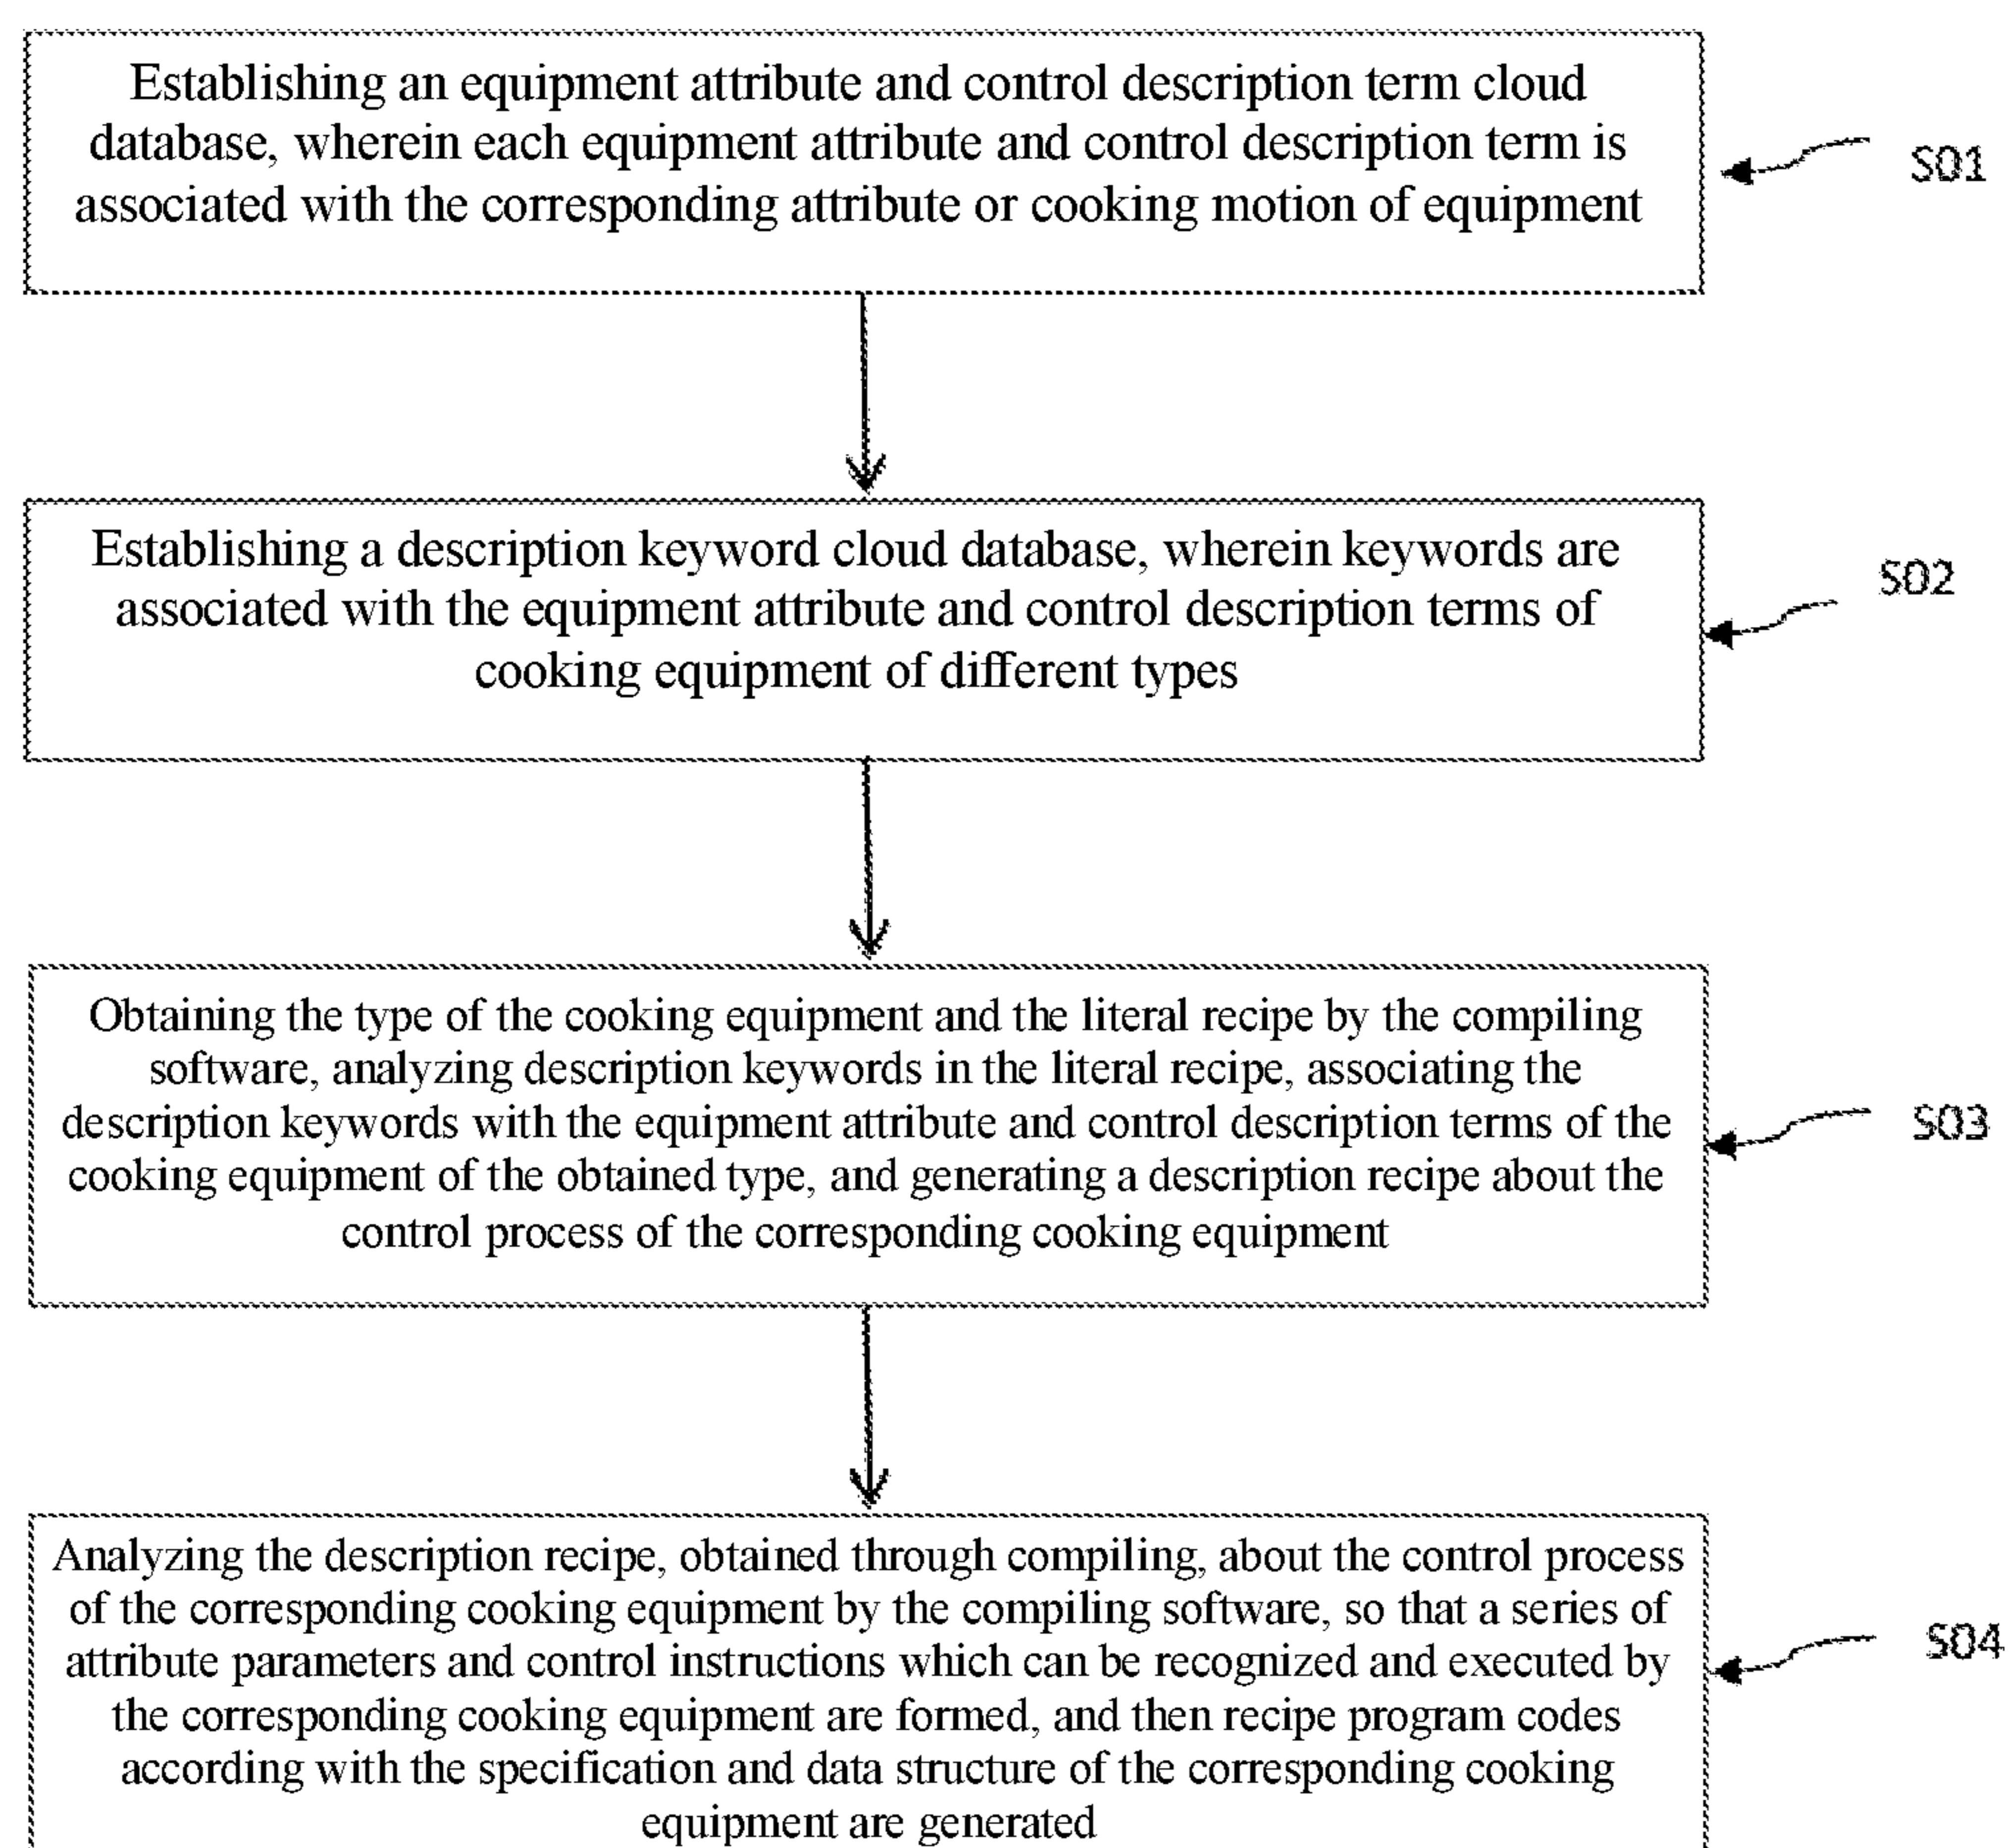 Establishing an equipment attribute and control description term cloud
database, wherein each equipment attribute and control description term is
associated with the corresponding attribute or cooking motion of equipment
S01
Establishing a description keyword cloud database, wherein keywords are
associated with the equipment attribute and control description terms of
cooking equipment of different types
S02
Obtaining the type of the cooking equipment and the literal recipe by the compiling
software, analyzing description keywords in the literal recipe, associating the
description keywords with the equipment attribute and control description terms of the
cooking equipment of the obtained type, and generating a description recipe about the
control process of the corresponding cooking equipment
S03
Analyzing the description recipe, obtained through compiling, about the control process
of the corresponding cooking equipment by the compiling software, so that a series of
attribute parameters and control instructions which can be recognized and executed by
the corresponding cooking equipment are formed, and then recipe program codes
according with the specification and data structure of the corresponding cooking
equipment are generated
S04